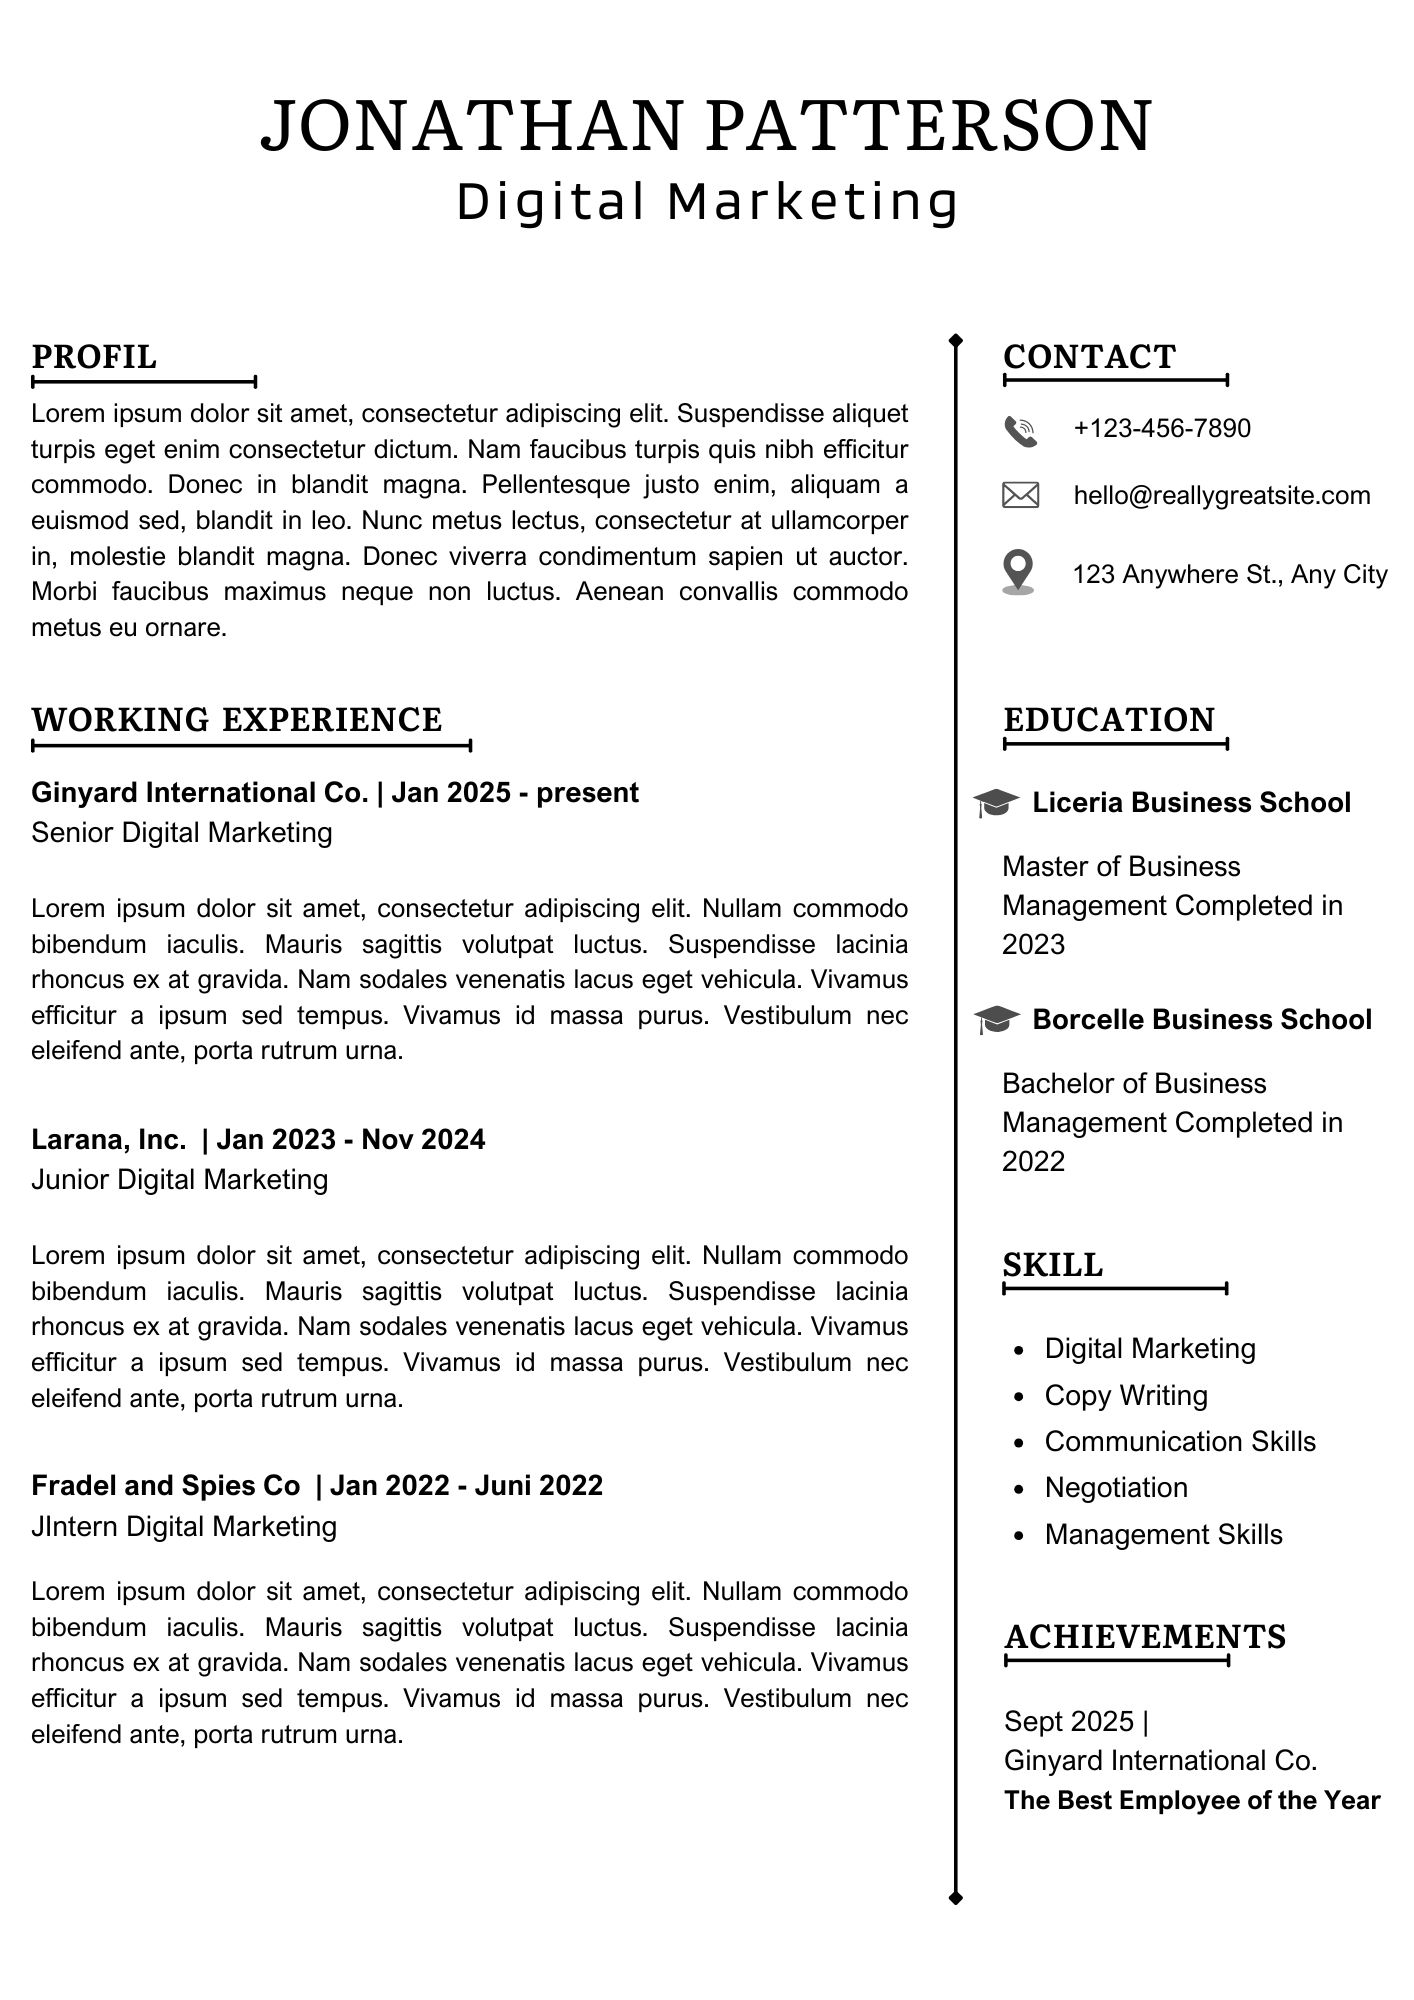 JONATHAN PATTERSON
Digital Marketing
PROFIL
Lorem ipsum dolor sit amet, consectetur adipiscing elit. Suspendisse aliquet
turpis eget enim consectetur dictum. Nam faucibus turpis quis nibh efficitur
commodo. Donec in blandit magna. Pellentesque justo enim, aliquam a
euismod sed, blandit in leo. Nunc metus lectus, consectetur at ullamcorper
in, molestie blandit magna. Donec viverra condimentum sapien ut auctor.
Morbi faucibus maximus neque non luctus. Aenean convallis commodo
metus eu ornare.
WORKING EXPERIENCE
Ginyard International Co. | Jan 2025 - present
Senior Digital Marketing
Lorem ipsum dolor sit amet, consectetur adipiscing elit. Nullam commodo
bibendum iaculis. Mauris sagittis volutpat luctus. Suspendisse lacinia
rhoncus ex at gravida. Nam sodales venenatis lacus eget vehicula. Vivamus
efficitur a ipsum sed tempus. Vivamus id massa purus. Vestibulum nec
eleifend ante, porta rutrum urna.
Larana, Inc.  | Jan 2023 - Nov 2024
Junior Digital Marketing
Lorem ipsum dolor sit amet, consectetur adipiscing elit. Nullam commodo
bibendum iaculis. Mauris sagittis volutpat luctus. Suspendisse lacinia
rhoncus ex at gravida. Nam sodales venenatis lacus eget vehicula. Vivamus
efficitur a ipsum sed tempus. Vivamus id massa purus. Vestibulum nec
eleifend ante, porta rutrum urna.
Fradel and Spies Co  | Jan 2022 - Juni 2022
JIntern Digital Marketing
Lorem ipsum dolor sit amet, consectetur adipiscing elit. Nullam commodo
bibendum iaculis. Mauris sagittis volutpat luctus. Suspendisse lacinia
rhoncus ex at gravida. Nam sodales venenatis lacus eget vehicula. Vivamus
efficitur a ipsum sed tempus. Vivamus id massa purus. Vestibulum nec
eleifend ante, porta rutrum urna.
CONTACT
+123-456-7890
hello@reallygreatsite.com
123 Anywhere St., Any City
EDUCATION
Liceria Business School
Master of Business
Management Completed in
2023
Borcelle Business School
Bachelor of Business
Management Completed in
2022
SKILL
• Digital Marketing
• Copy Writing
• Communication Skills
• Negotiation
• Management Skills
ACHIEVEMENTS
Sept 2025 |
Ginyard International Co.
The Best Employee of the Year